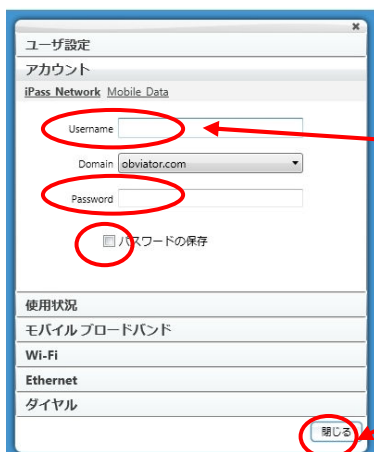 ユーザ設定
アカウント
iPass Network Mobile Data
Username
Domain obviator.com
Password
パスワードの保存
使用状況
モバイル ブロードバンド
Wi-Fi
Ethernet
ダイヤル
閉じる